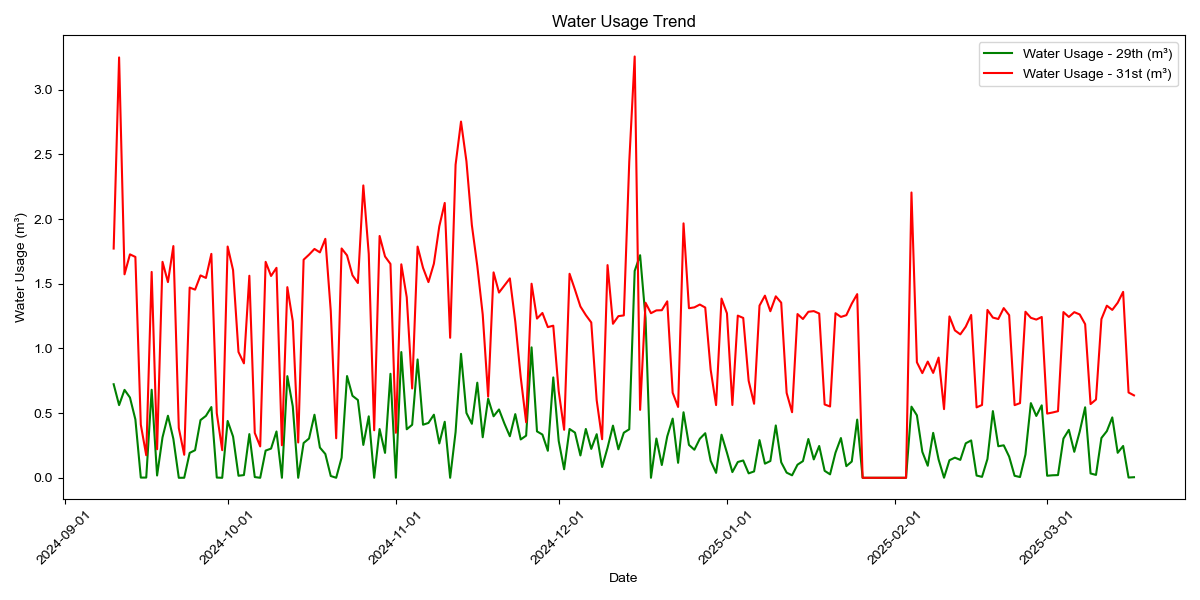 Water Usage Trend
Water Usage - 29th (m³)
Water Usage - 31st (m³)
Water Usage (m³)
3.0
2.5
2.0
1.5
1.0
0.5
0.0
2024-09-01
2024-10-01
2024-11-01
2024-12-01
2025-01-01
2025-02-01
2025-03-01
Date